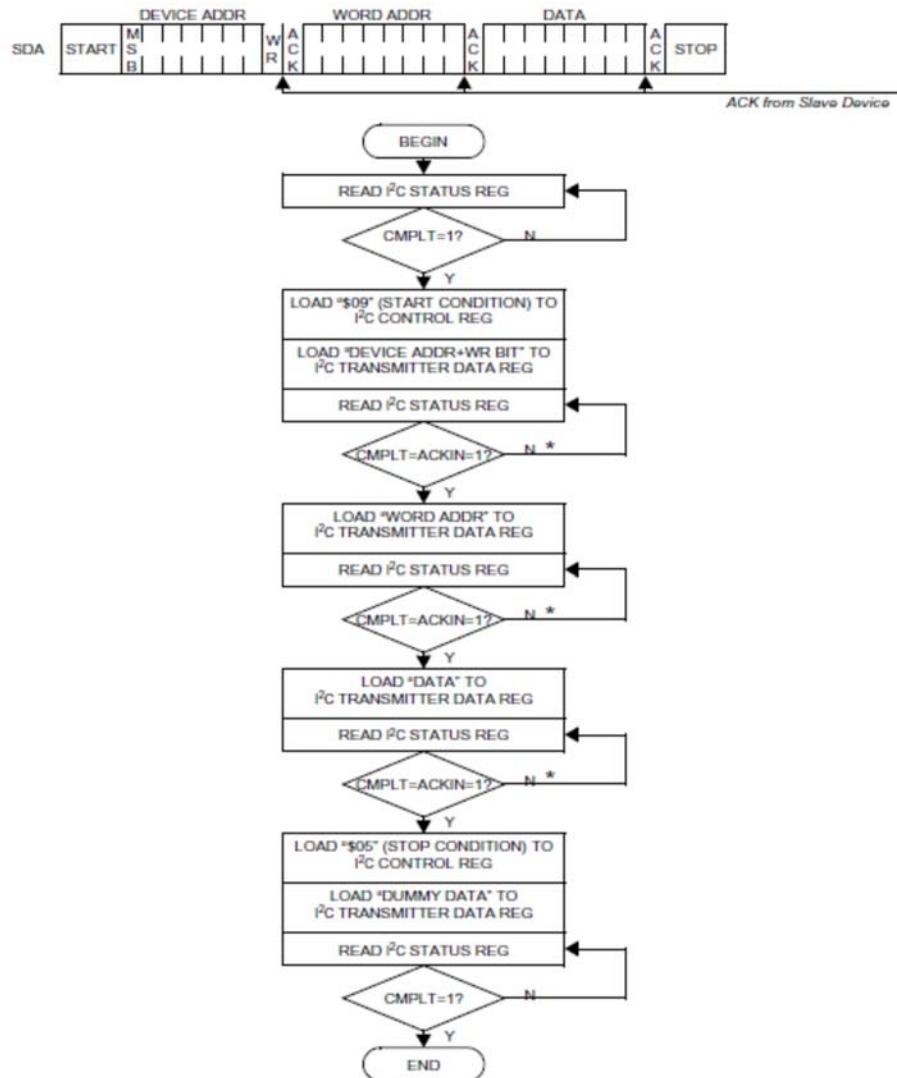 DEVICE ADDR WORD ADDR DATA
SDA START MSB WR ACK ACK ACK STOP
ACK from Slave Device
BEGIN
READ I²C STATUS REG
CMPLT=1? N
Y
LOAD “$09” (START CONDITION) TO
I²C CONTROL REG
LOAD “DEVICE ADDR+WR BIT” TO
I²C TRANSMITTER DATA REG
READ I²C STATUS REG
CMPLT=ACKIN=1? N *
Y
LOAD “WORD ADDR” TO
I²C TRANSMITTER DATA REG
READ I²C STATUS REG
CMPLT=ACKIN=1? N *
Y
LOAD “DATA” TO
I²C TRANSMITTER DATA REG
READ I²C STATUS REG
CMPLT=ACKIN=1? N *
Y
LOAD “$05” (STOP CONDITION) TO
I²C CONTROL REG
LOAD “DUMMY DATA” TO
I²C TRANSMITTER DATA REG
READ I²C STATUS REG
CMPLT=1? N
Y
END